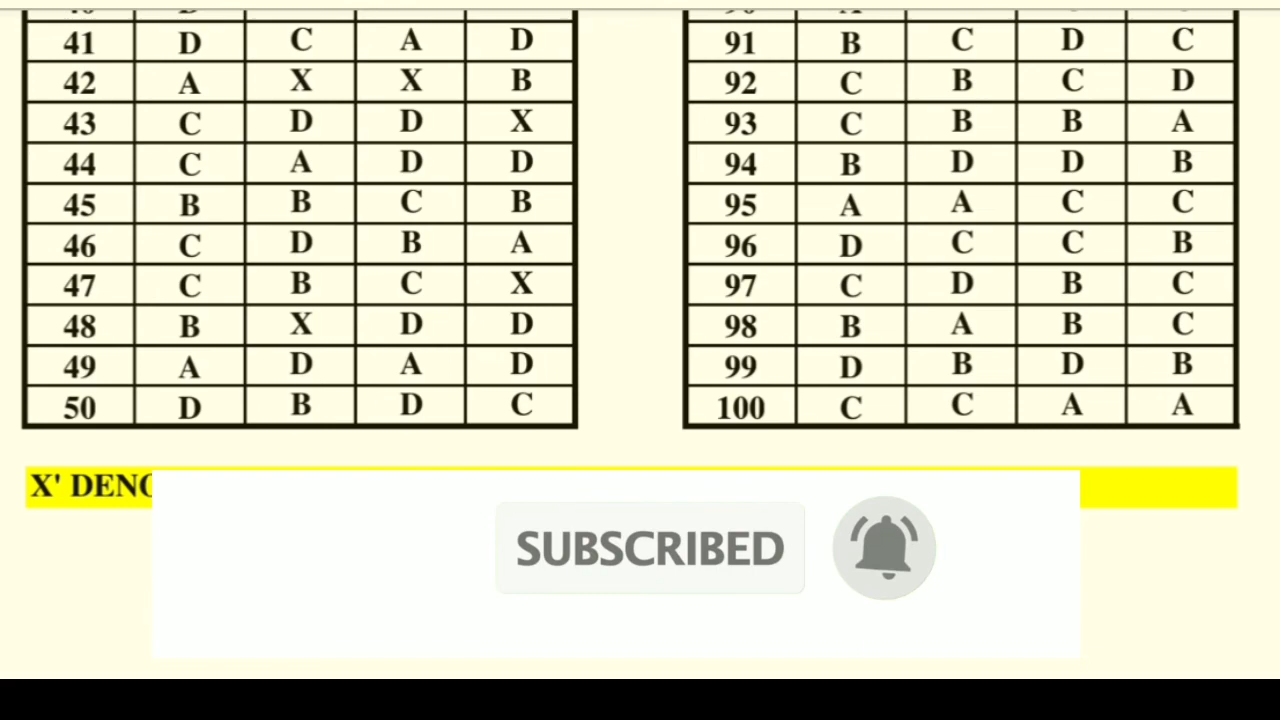 41 D C A D
42 A X X B
43 C D D X
44 C A D D
45 B B C B
46 C D B A
47 C B C X
48 B X D D
49 A D A D
50 D B D C
91 B C D C
92 C B C D
93 C B B A
94 B D D B
95 A A C C
96 D C C B
97 C D B C
98 B A B C
99 D B D B
100 C C A A
X'
SUBSCRIBED